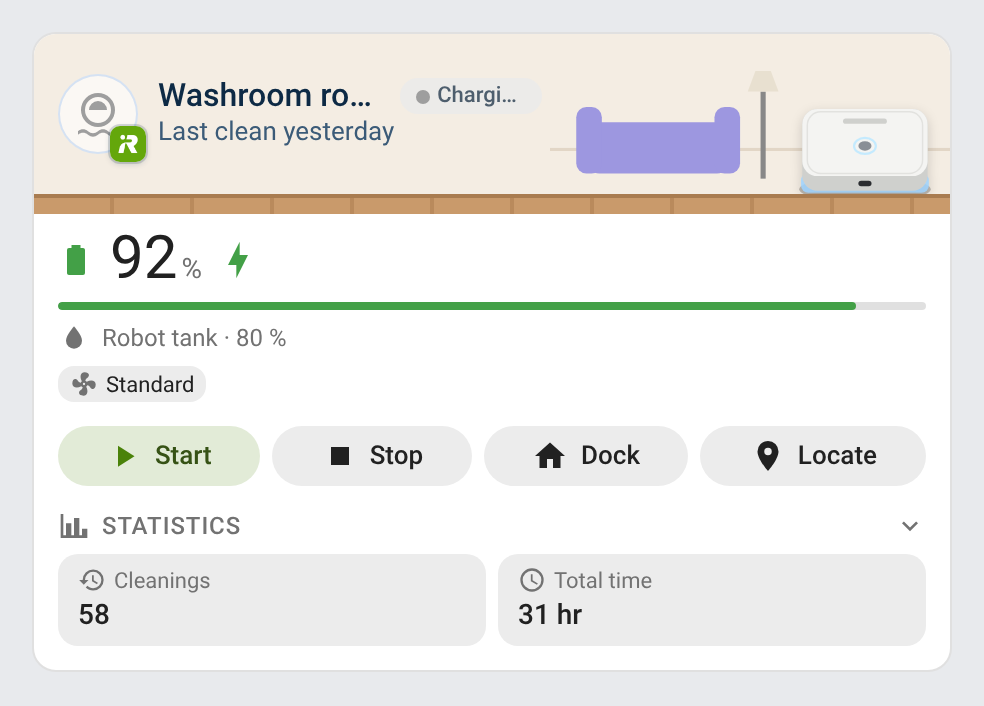 Washroom ro...
Chargi...
Last clean yesterday
92 %
Robot tank · 80 %
Standard
Start
Stop
Dock
Locate
STATISTICS
Cleanings
58
Total time
31 hr